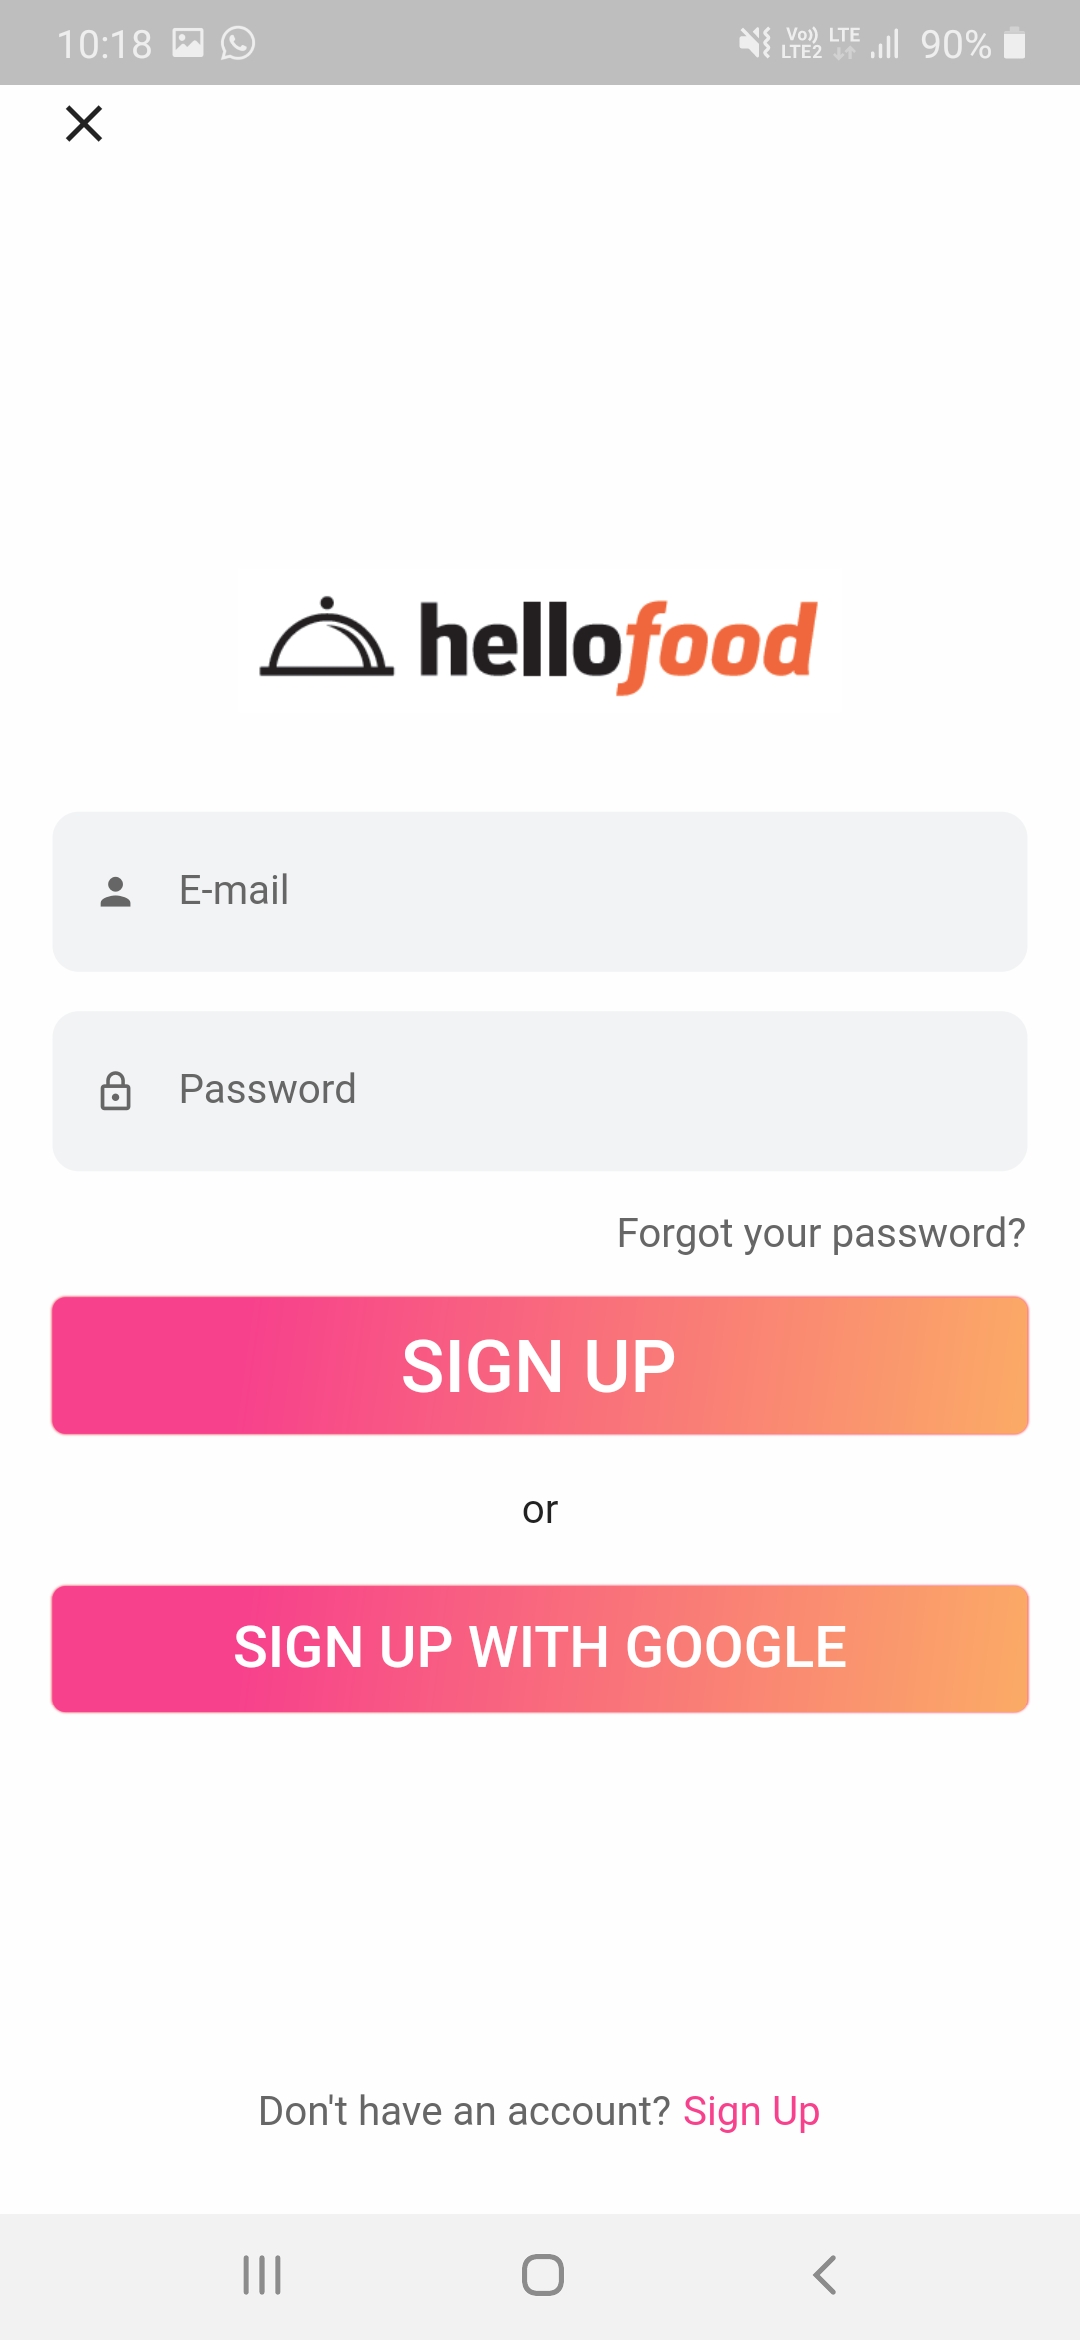 10:18 Vo)) LTE 90%
LTE2
hellofood
E-mail
Password
Forgot your password?
SIGN UP
or
SIGN UP WITH GOOGLE
Don't have an account? Sign Up